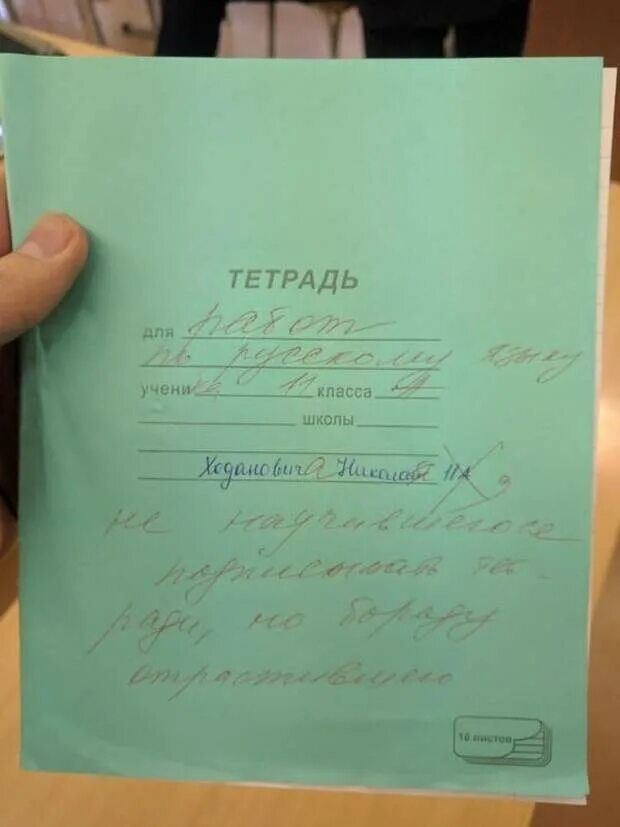 ТЕТРАДЬ
для работ
по русскому языку
ученика 11 класса "А"
школы
Ходановича Николая 11А
не научившегося
подписывать тет-
ради, но бороду
отрастившего
18 листов